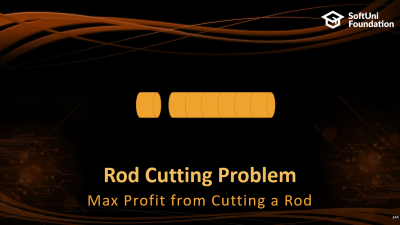 SoftUni
Foundation
Rod Cutting Problem
Max Profit from Cutting a Rod